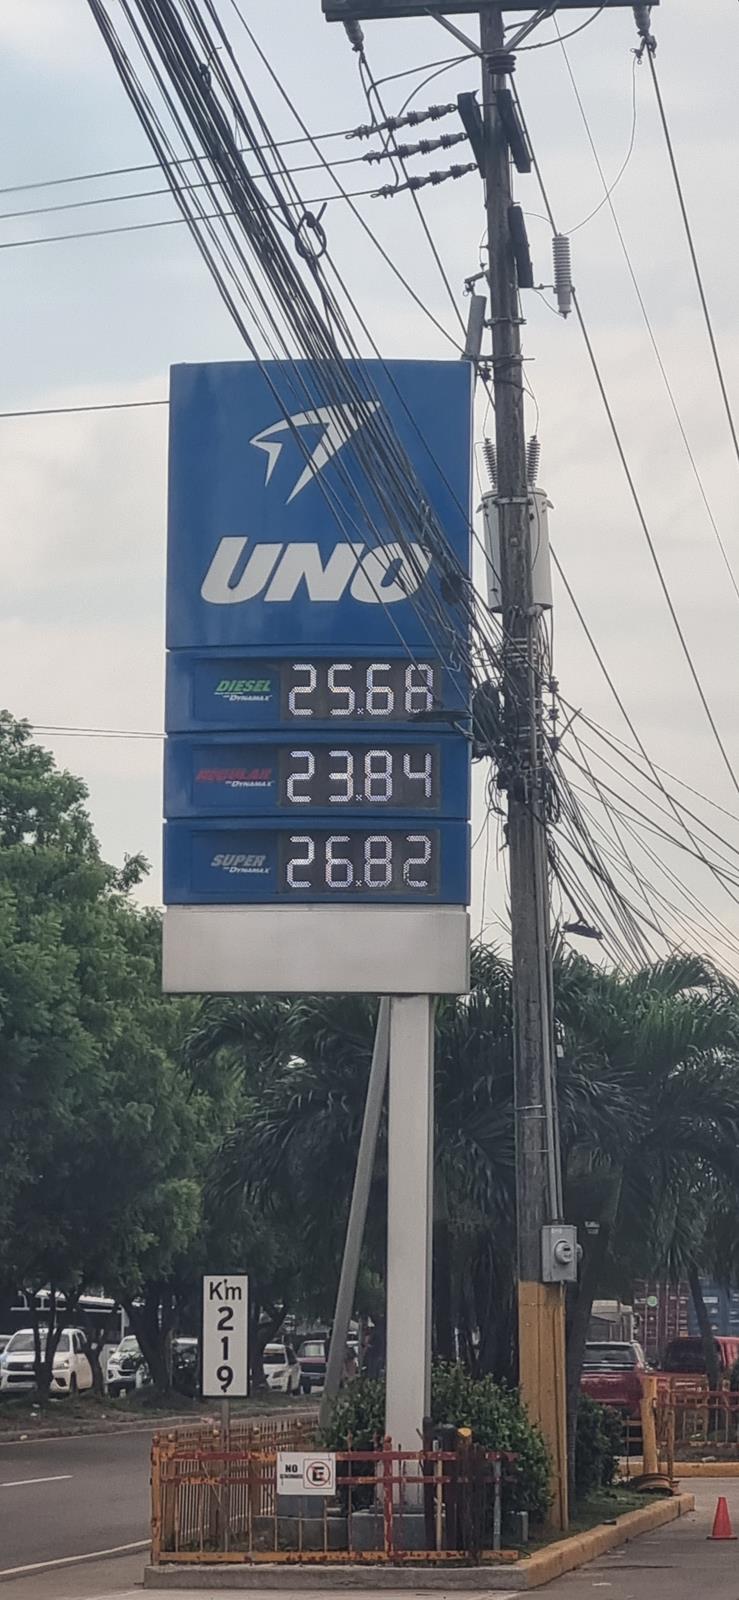 UNO
DIESEL
DYNAMAX
25.68
REGULAR
DYNAMAX
23.84
SUPER
DYNAMAX
26.82
Km
219
NO
E